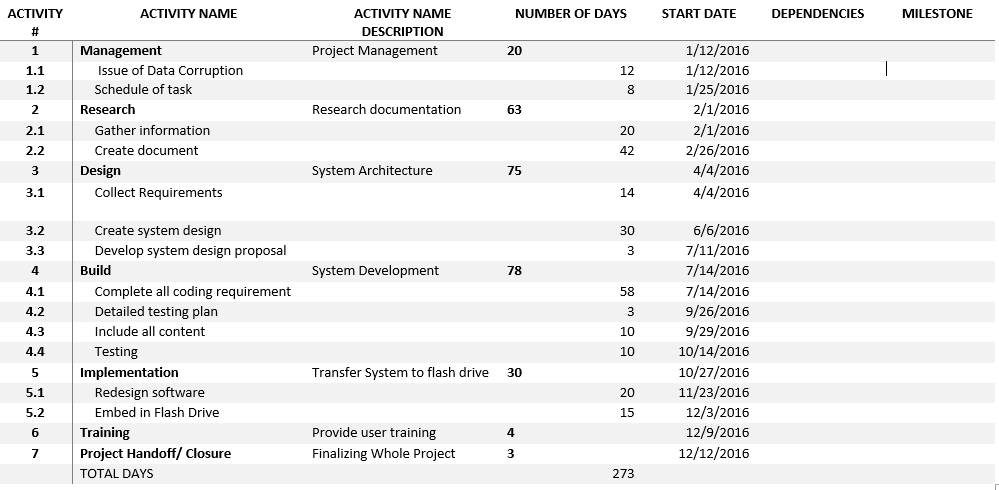 ACTIVITY # ACTIVITY NAME ACTIVITY NAME DESCRIPTION NUMBER OF DAYS START DATE DEPENDENCIES MILESTONE
1 Management Project Management 20 1/12/2016
1.1 Issue of Data Corruption 12 1/12/2016
1.2 Schedule of task 8 1/25/2016
2 Research Research documentation 63 2/1/2016
2.1 Gather information 20 2/1/2016
2.2 Create document 42 2/26/2016
3 Design System Architecture 75 4/4/2016
3.1 Collect Requirements 14 4/4/2016
3.2 Create system design 30 6/6/2016
3.3 Develop system design proposal 3 7/11/2016
4 Build System Development 78 7/14/2016
4.1 Complete all coding requirement 58 7/14/2016
4.2 Detailed testing plan 3 9/26/2016
4.3 Include all content 10 9/29/2016
4.4 Testing 10 10/14/2016
5 Implementation Transfer System to flash drive 30 10/27/2016
5.1 Redesign software 20 11/23/2016
5.2 Embed in Flash Drive 15 12/3/2016
6 Training Provide user training 4 12/9/2016
7 Project Handoff/ Closure Finalizing Whole Project 3 12/12/2016
TOTAL DAYS 273